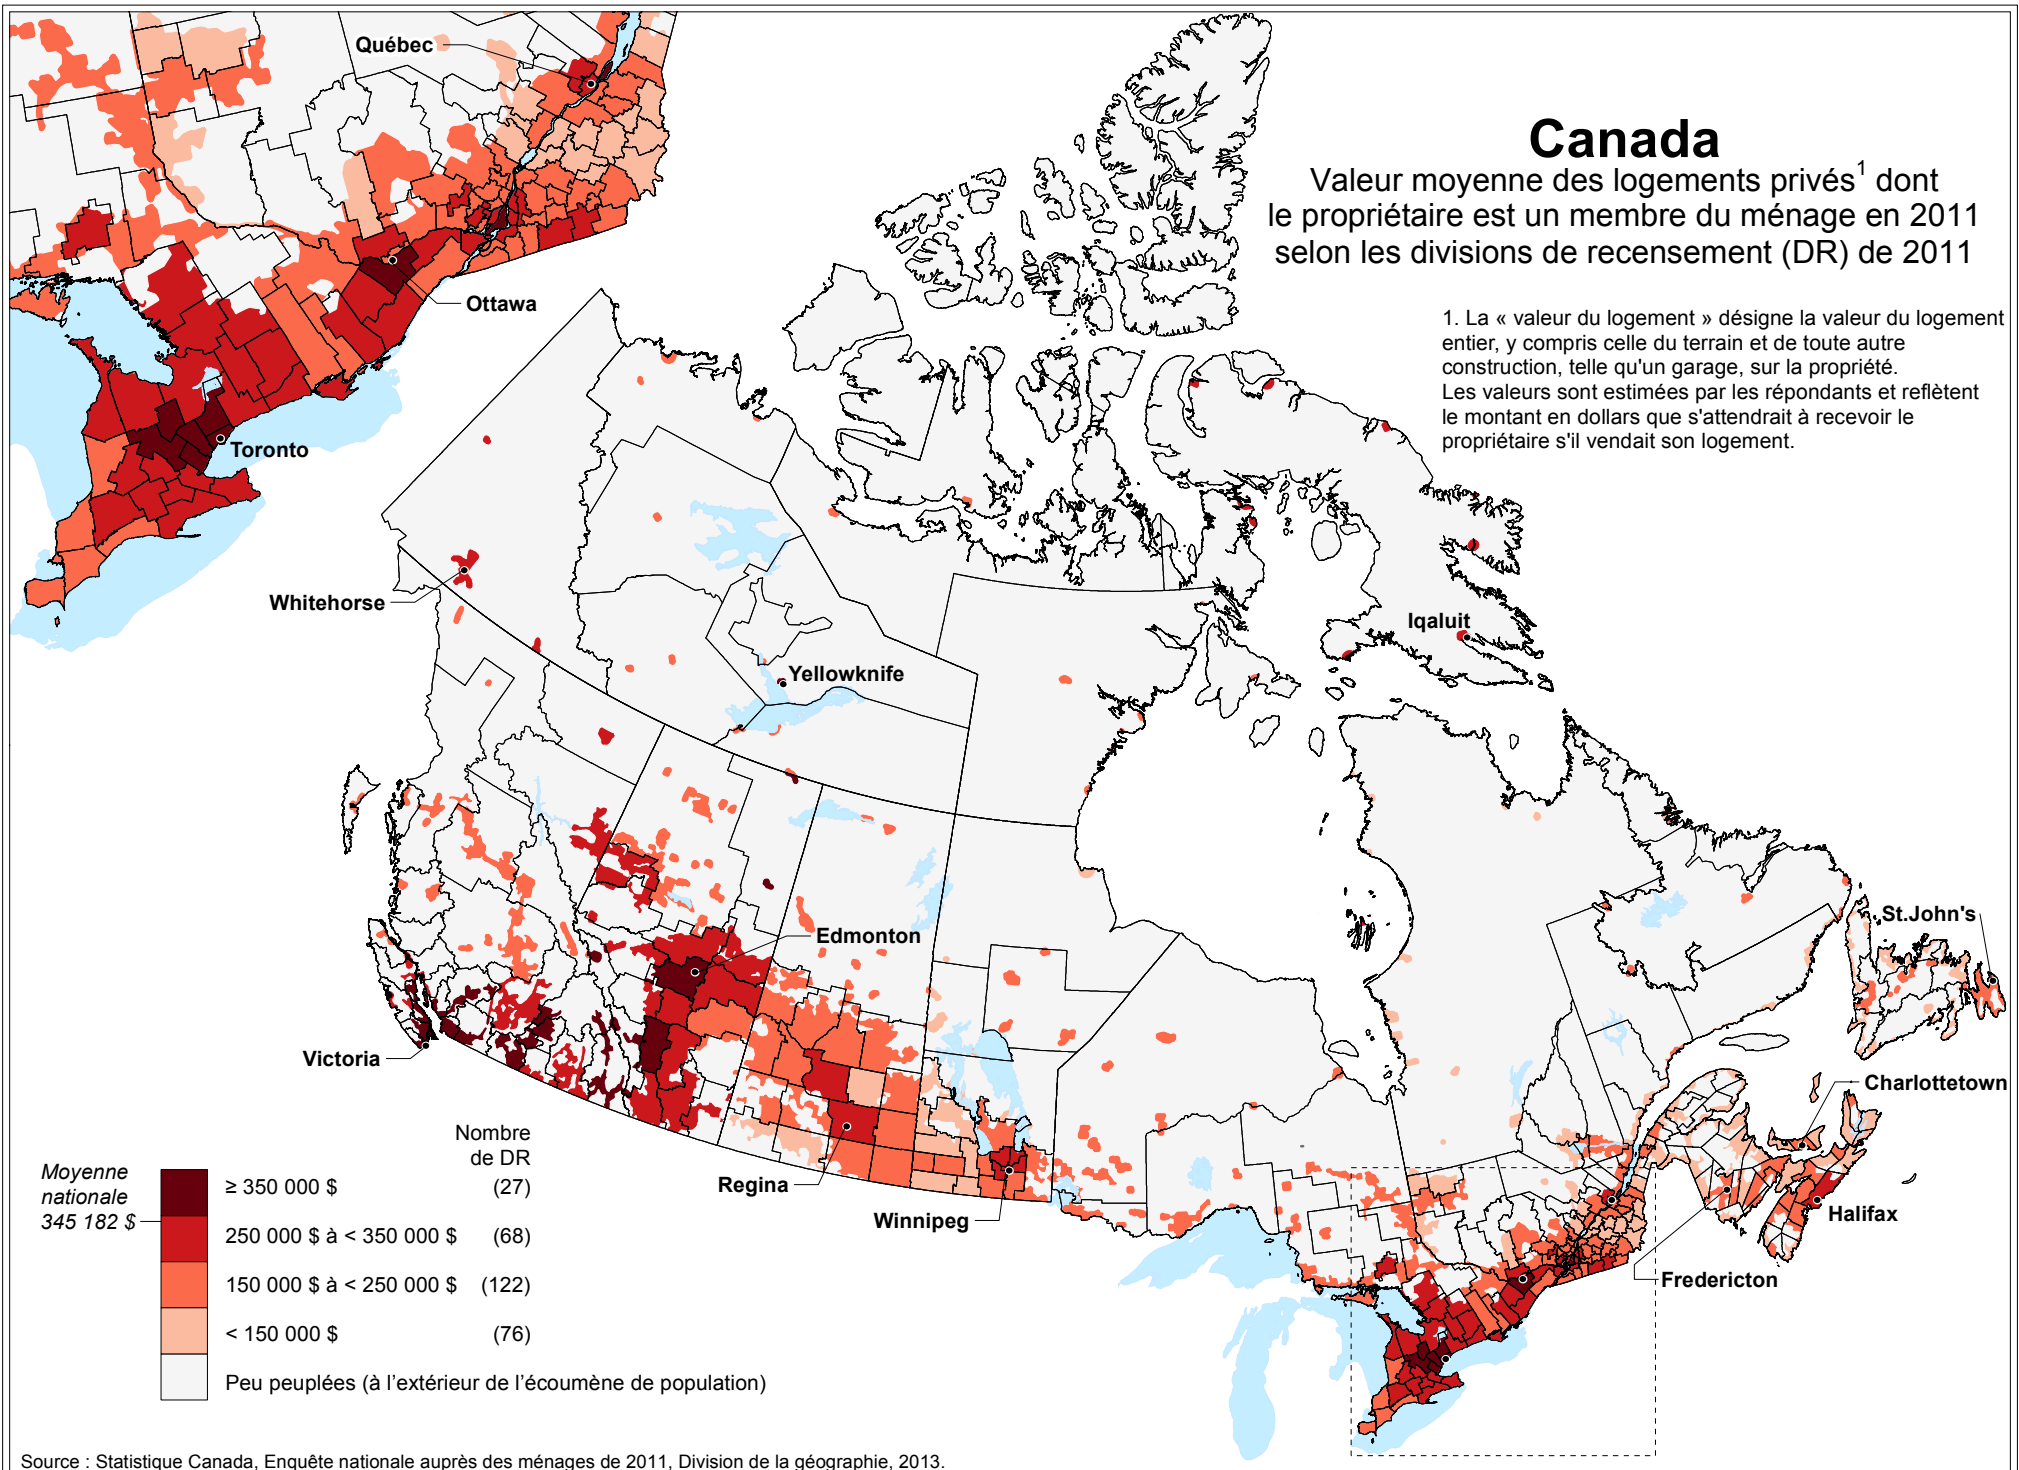 Canada
Valeur moyenne des logements privés1 dont
le propriétaire est un membre du ménage en 2011
selon les divisions de recensement (DR) de 2011
1. La « valeur du logement » désigne la valeur du logement
entier, y compris celle du terrain et de toute autre
construction, telle qu'un garage, sur la propriété.
Les valeurs sont estimées par les répondants et reflètent
le montant en dollars que s'attendrait à recevoir le
propriétaire s'il vendait son logement.
Québec
Ottawa
Toronto
Whitehorse
Yellowknife
Iqaluit
Edmonton
St.John's
Victoria
Charlottetown
Regina
Winnipeg
Halifax
Fredericton
Nombre
de DR
Moyenne
nationale
345 182 $
≥ 350 000 $ (27)
250 000 $ à < 350 000 $ (68)
150 000 $ à < 250 000 $ (122)
< 150 000 $ (76)
Peu peuplées (à l'extérieur de l'écoumène de population)
Source : Statistique Canada, Enquête nationale auprès des ménages de 2011, Division de la géographie, 2013.